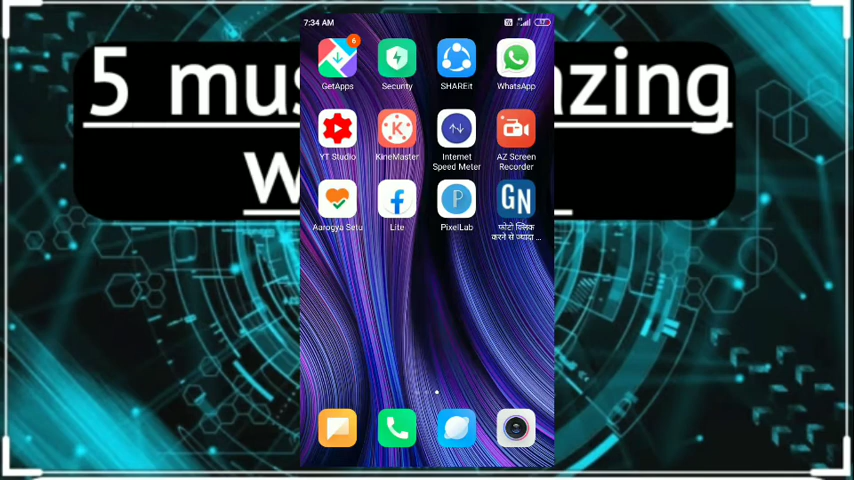 5 mus
azing
w
7:34 AM
57
6
GetApps
Security
SHAREit
WhatsApp
YT Studio
KineMaster
Internet
Speed Meter
AZ Screen
Recorder
GN
Aarogya Setu
Lite
PixelLab
फोटो क्लिक
करने से ज्यादा ...